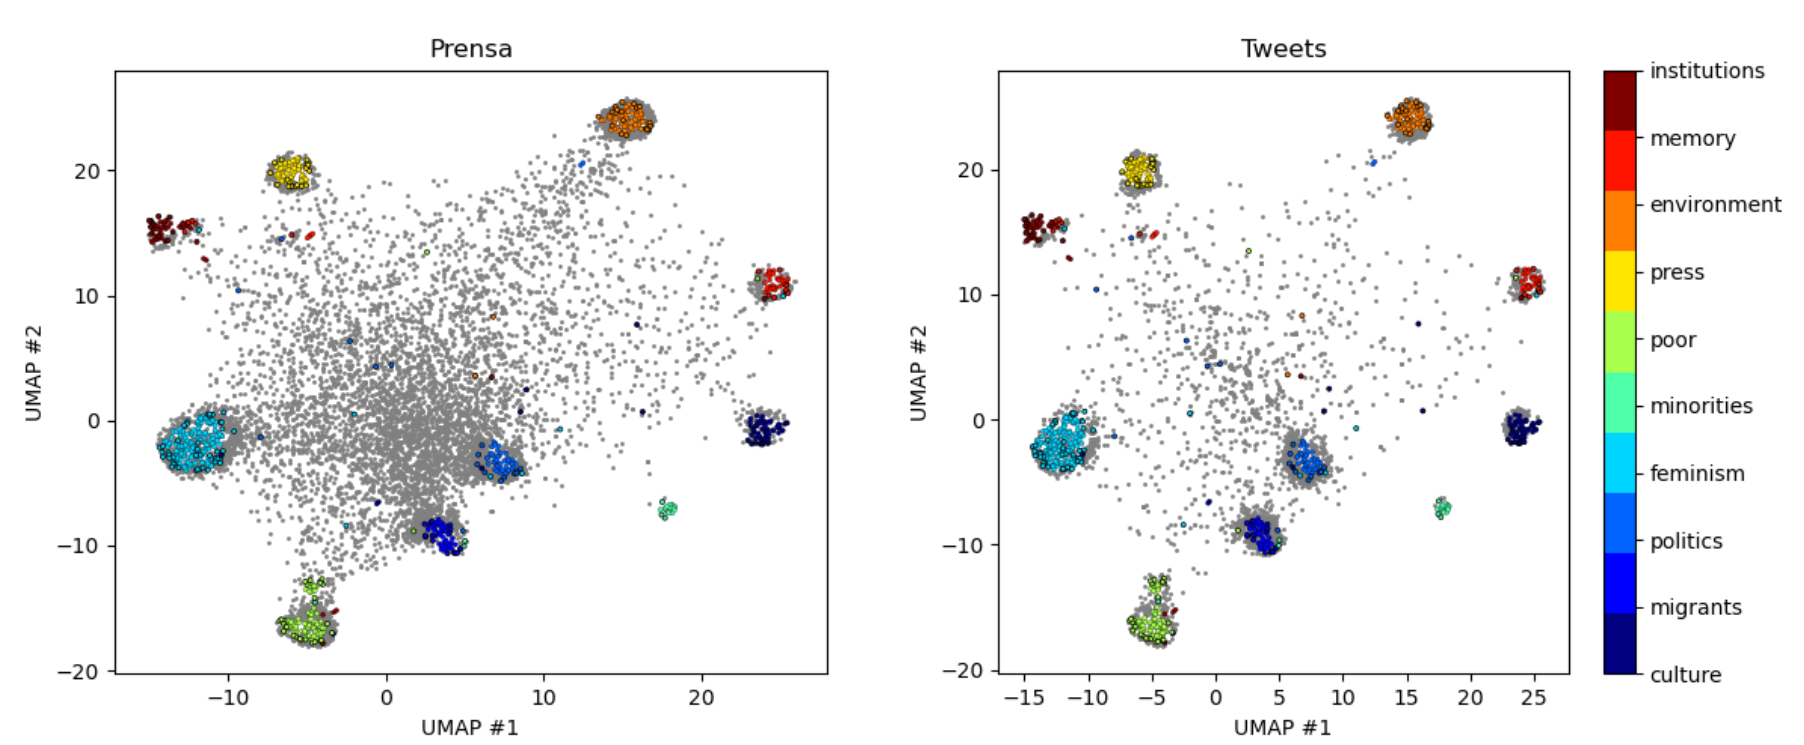 Prensa
Tweets
UMAP #2
20
10
0
−10
−20
−10
0
10
20
UMAP #1
UMAP #2
20
10
0
−10
−20
−15
−10
−5
0
5
10
15
20
25
UMAP #1
institutions
memory
environment
press
poor
minorities
feminism
politics
migrants
culture